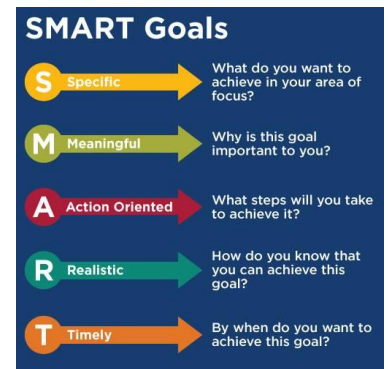 SMART Goals
S Specific
What do you want to
achieve in your area of
focus?
M Meaningful
Why is this goal
important to you?
A Action Oriented
What steps will you take
to achieve it?
R Realistic
How do you know that
you can achieve this
goal?
T Timely
By when do you want to
achieve this goal?